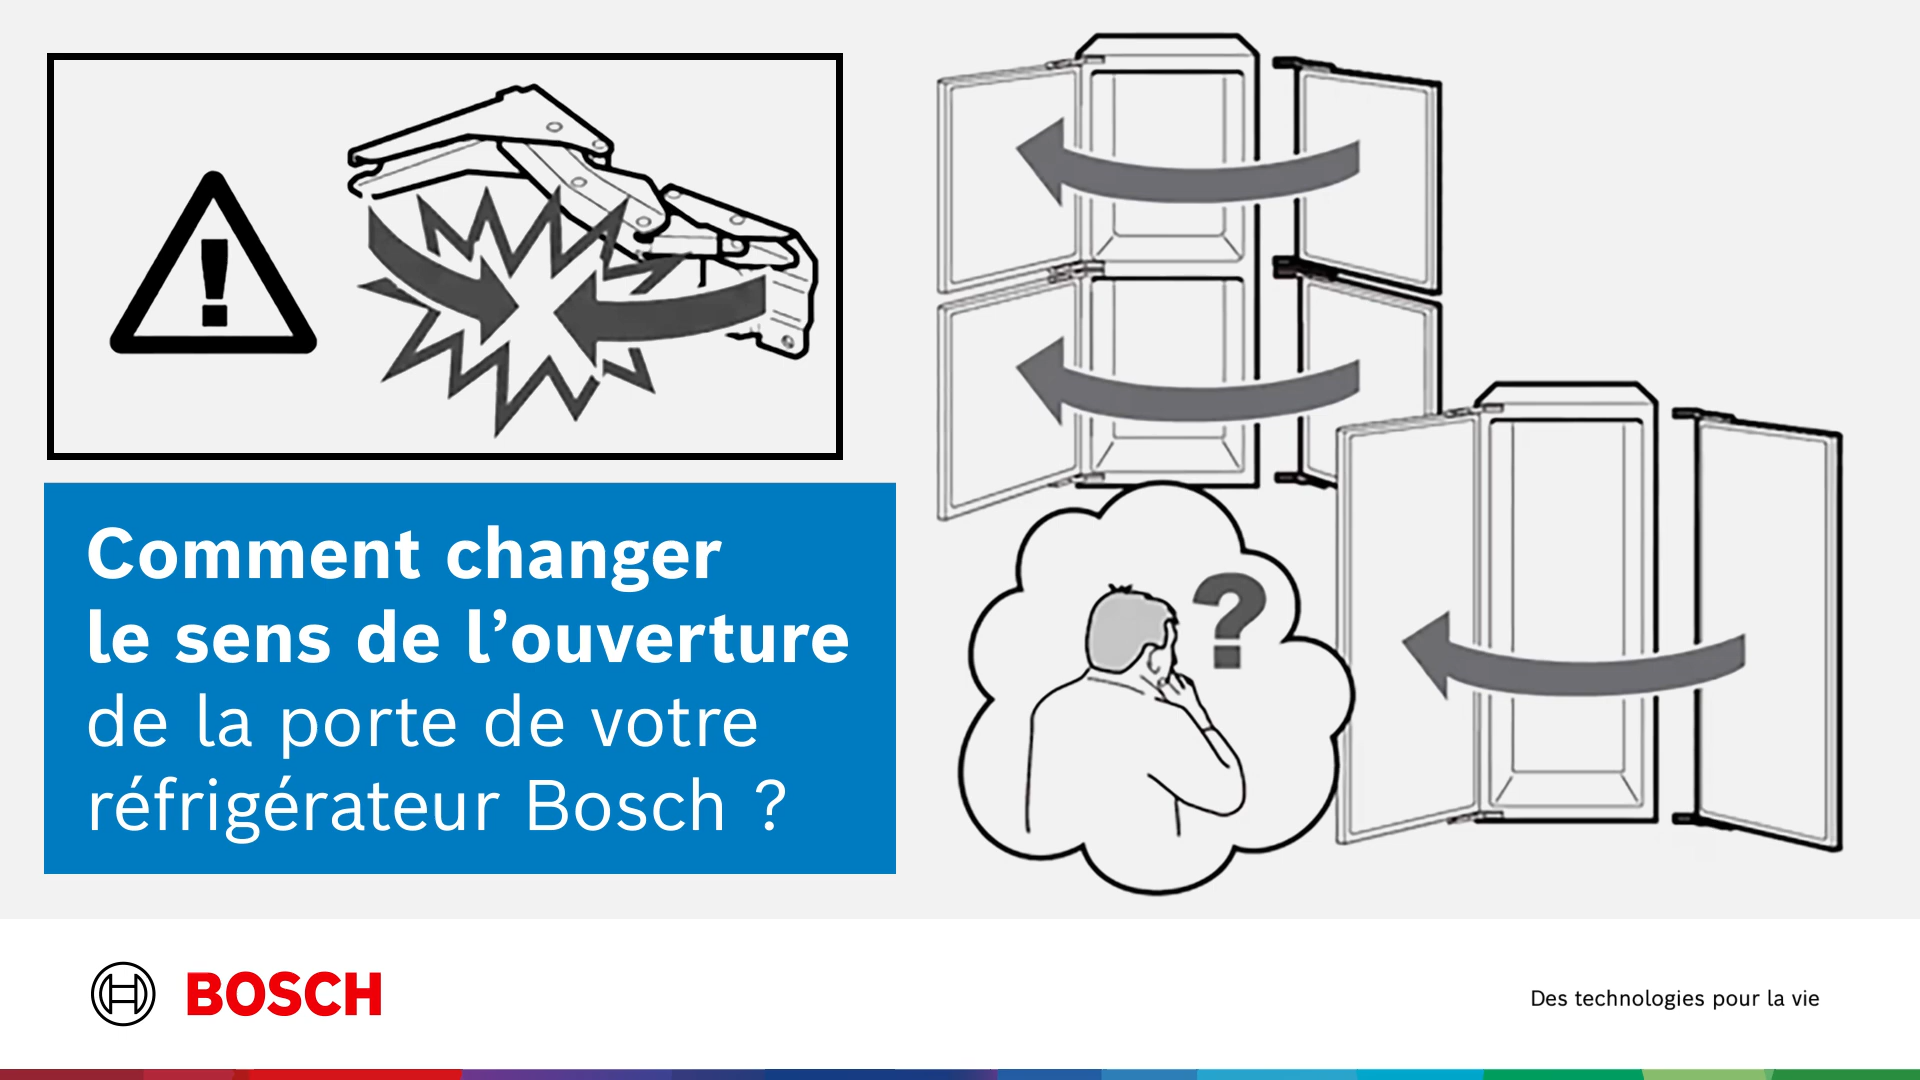 Comment changer
le sens de l’ouverture
de la porte de votre
réfrigérateur Bosch ?
?
BOSCH
Des technologies pour la vie